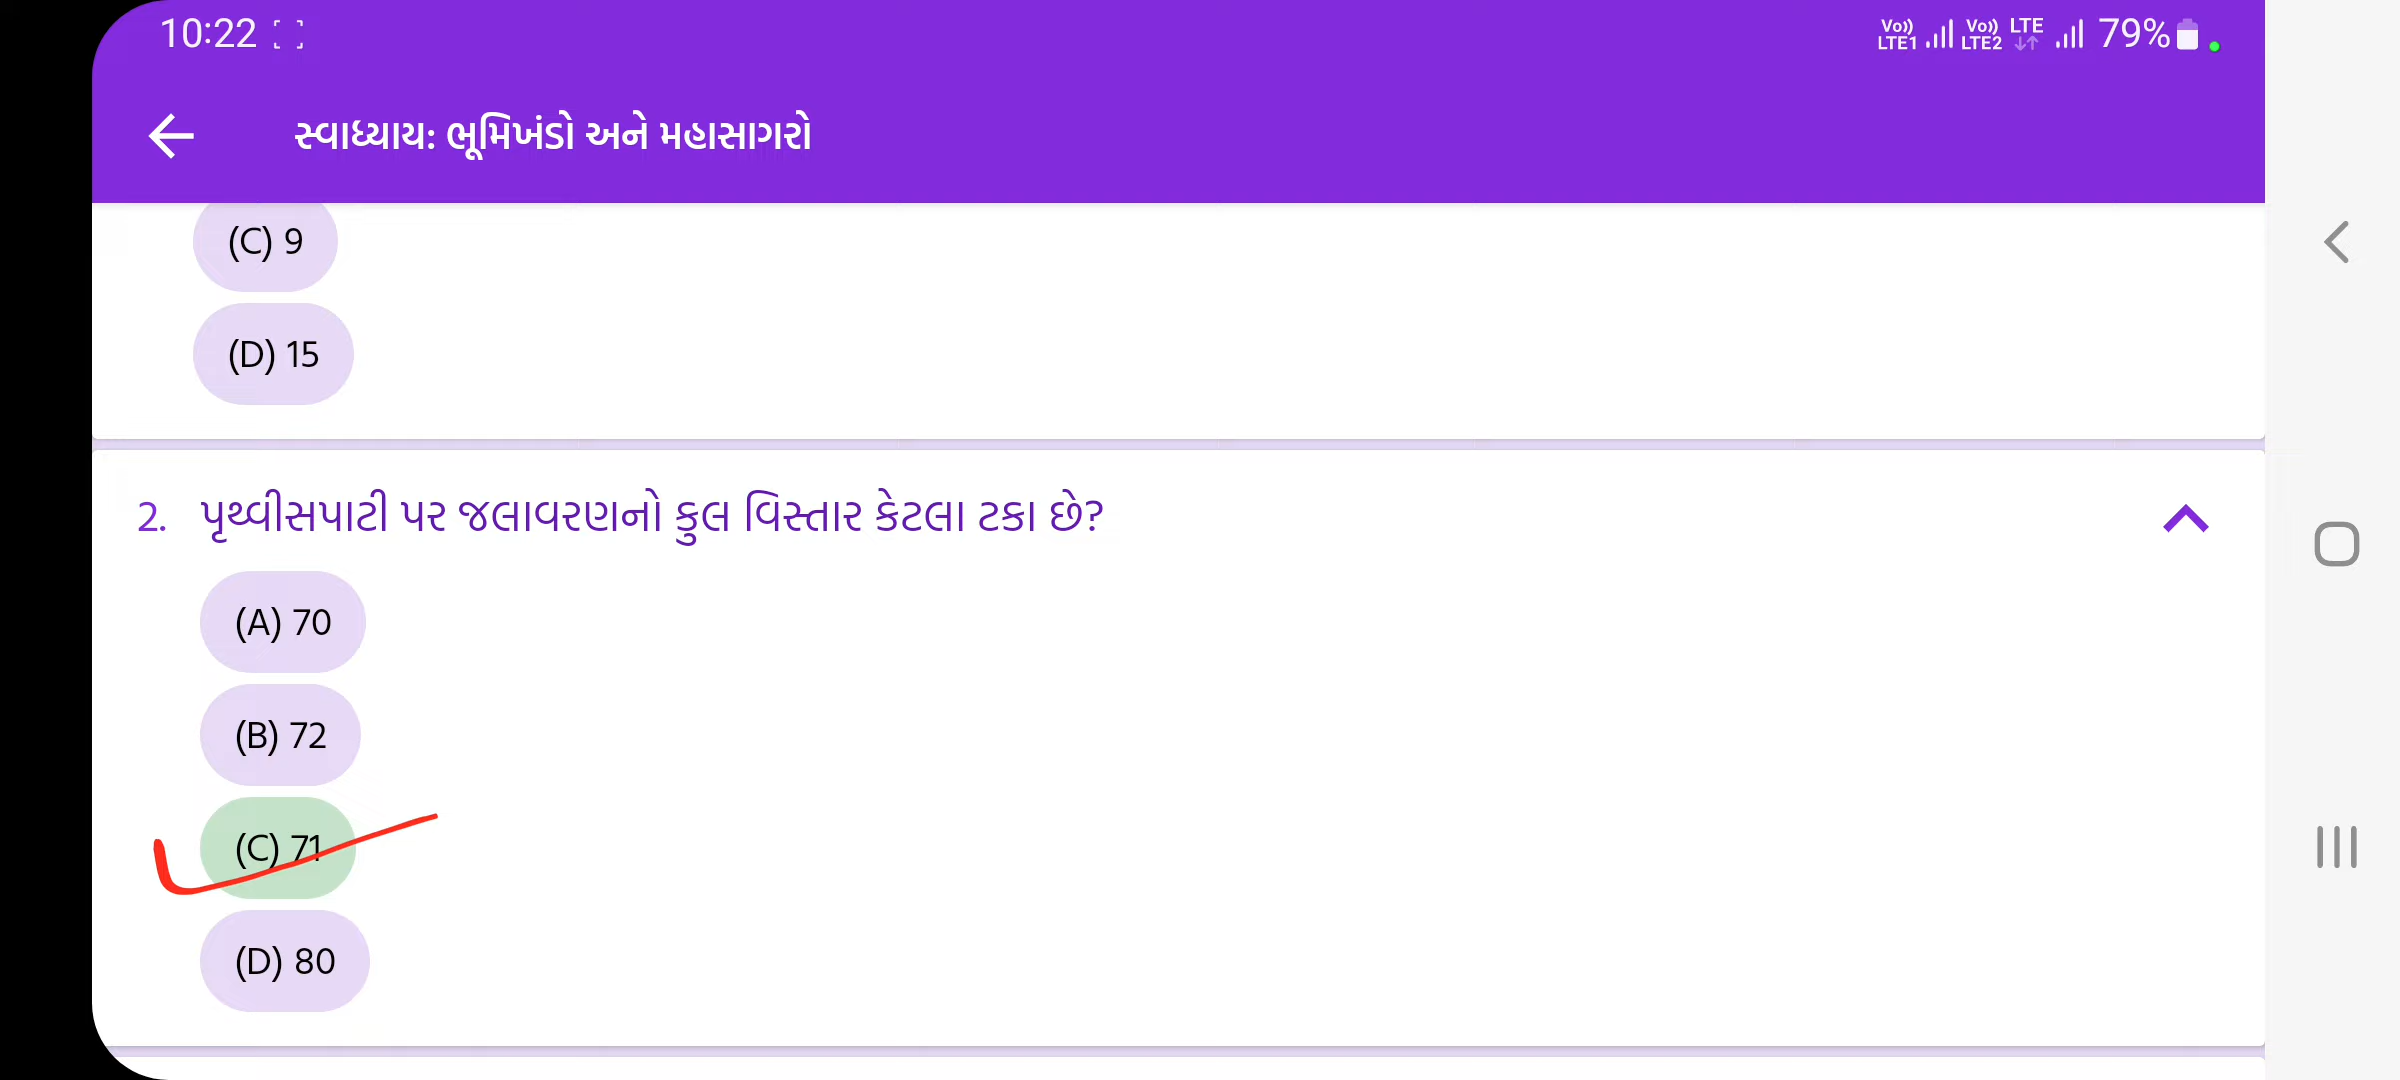 10:22
Vo)) LTE1 Vo)) LTE2 LTE 79%
સ્વાધ્યાય: ભૂમિખંડો અને મહાસાગરો
(C) 9
(D) 15
2. પૃથ્વીસપાટી પર જલાવરણનો કુલ વિસ્તાર કેટલા ટકા છે?
(A) 70
(B) 72
(C) 71
(D) 80